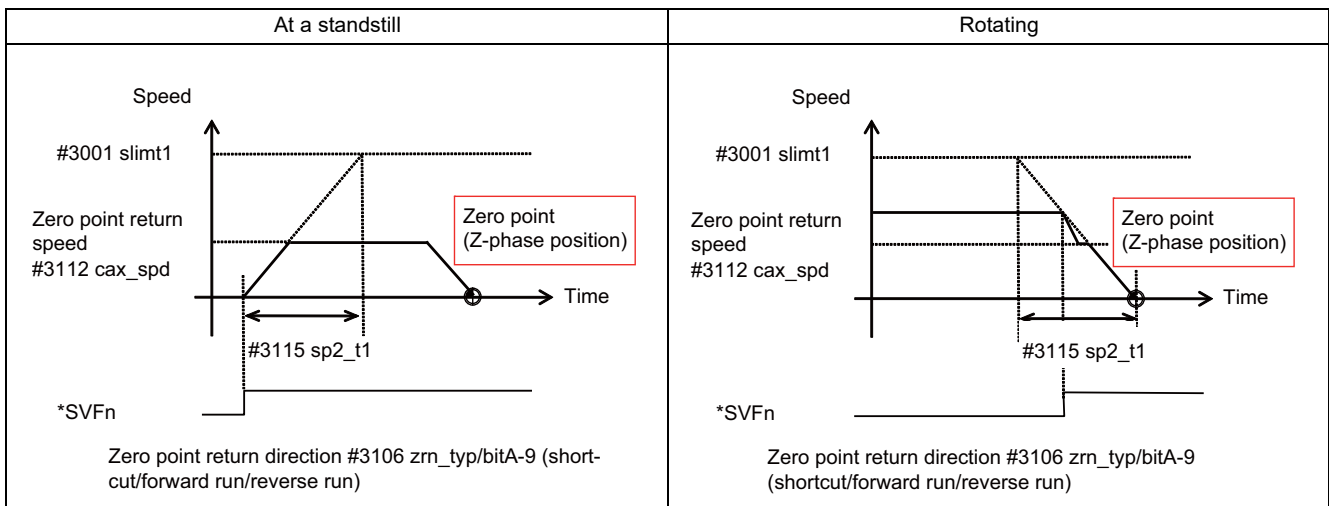 At a standstill
Speed
#3001 slimt1
Zero point return
speed
#3112 cax_spd
Zero point
(Z-phase position)
Time
#3115 sp2_t1
*SVFn
Zero point return direction #3106 zrn_typ/bitA-9 (short-
cut/forward run/reverse run)
Rotating
Speed
#3001 slimt1
Zero point return
speed
#3112 cax_spd
Zero point
(Z-phase position)
Time
#3115 sp2_t1
*SVFn
Zero point return direction #3106 zrn_typ/bitA-9
(shortcut/forward run/reverse run)